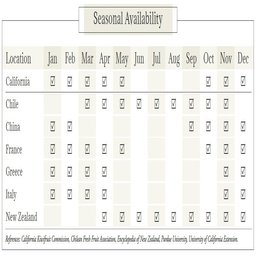 Seasonal Availability
Location Jan Feb Mar Apr May Jun Jul Aug Sep Oct Nov Dec
California
Chile
China
France
Greece
Italy
New Zealand
References: California Kiwifruit Commission, Chilean Fresh Fruit Association, Encyclopedia of New Zealand, Purdue University, University of California Extension.